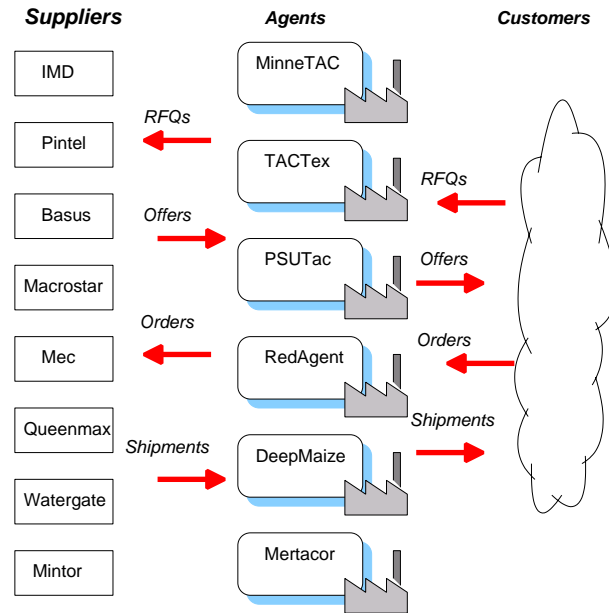 Suppliers
Agents
Customers
IMD
Pintel
Basus
Macrostar
Mec
Queenmax
Watergate
Mintor
RFQs
Offers
Orders
Shipments
MinneTAC
TACTex
PSUTac
RedAgent
DeepMaize
Mertacor
RFQs
Offers
Orders
Shipments